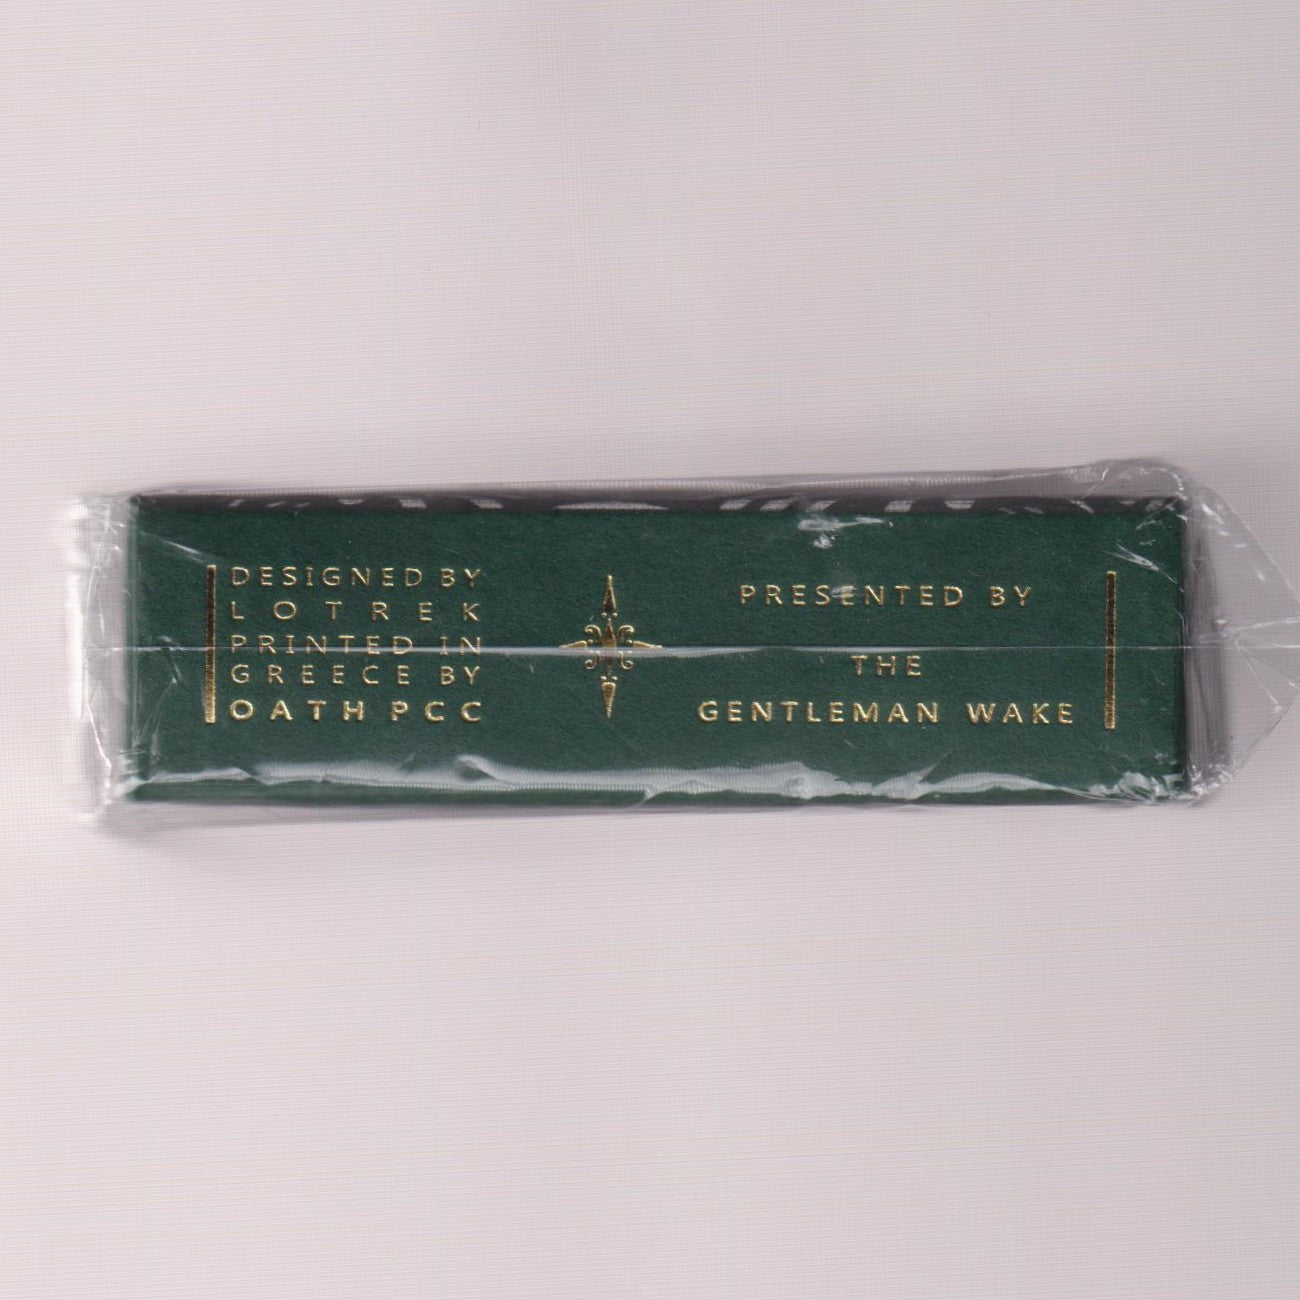 DESIGNED BY
LOTREK
PRINTED IN
GREECE BY
OATH PCC
PRESENTED BY
THE
GENTLEMAN WAKE